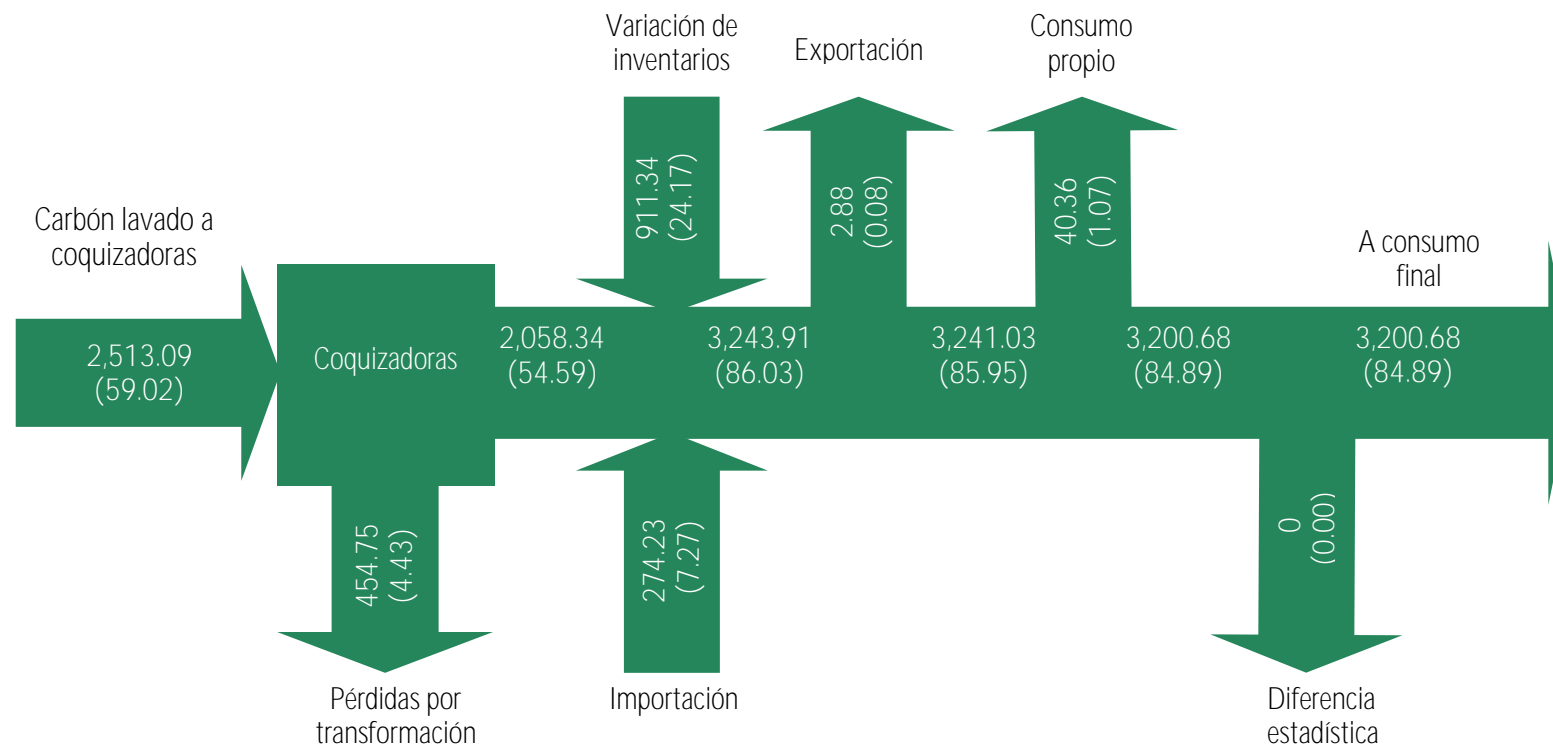 Variación de
inventarios
Exportación
Consumo
propio
911.34
(24.17)
2.88
(0.08)
40.36
(1.07)
Carbón lavado a
coquizadoras
A consumo
final
2,513.09
(59.02)
Coquizadoras
2,058.34
(54.59)
3,243.91
(86.03)
3,241.03
(85.95)
3,200.68
(84.89)
3,200.68
(84.89)
454.75
(4.43)
274.23
(7.27)
0
(0.00)
Pérdidas por
transformación
Importación
Diferencia
estadística